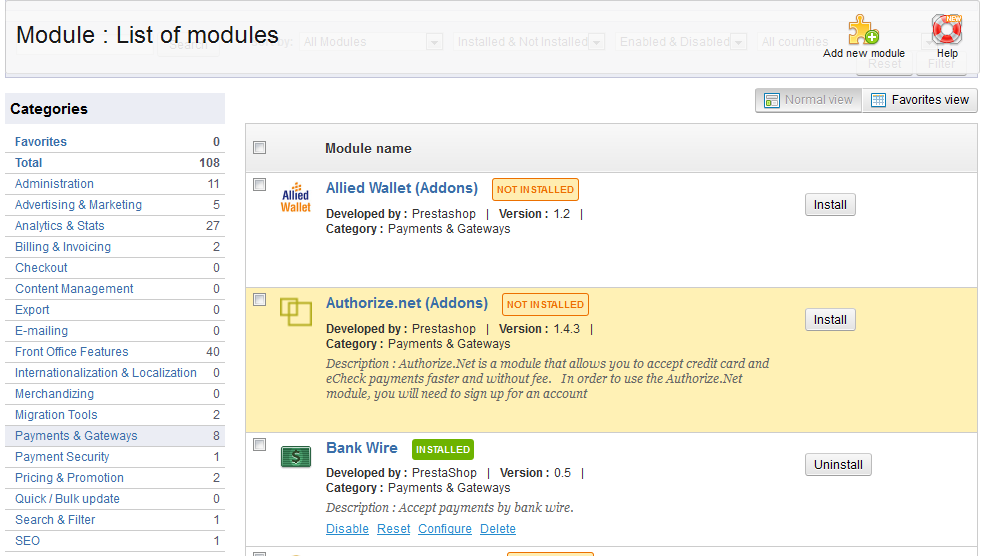 Module : List of modules
Search
by:
All Modules
Installed & Not Installed
Enabled & Disabled
All countries
Reset
Filter
Add new module
NEW
Help
Normal view
Favorites view
Categories
Favorites 0
Total 108
Administration 11
Advertising & Marketing 5
Analytics & Stats 27
Billing & Invoicing 2
Checkout 0
Content Management 0
Export 0
E-mailing 0
Front Office Features 40
Internationalization & Localization 0
Merchandizing 0
Migration Tools 2
Payments & Gateways 8
Payment Security 1
Pricing & Promotion 2
Quick / Bulk update 0
Search & Filter 1
SEO 1
Module name
Allied
Wallet
Allied Wallet (Addons) NOT INSTALLED
Developed by : Prestashop | Version : 1.2 |
Category : Payments & Gateways
Install
Authorize.net (Addons) NOT INSTALLED
Developed by : Prestashop | Version : 1.4.3 |
Category : Payments & Gateways
Description : Authorize.Net is a module that allows you to accept credit card and
eCheck payments faster and without fee. In order to use the Authorize.Net
module, you will need to sign up for an account
Install
$
Bank Wire INSTALLED
Developed by : PrestaShop | Version : 0.5 |
Category : Payments & Gateways
Description : Accept payments by bank wire.
Disable Reset Configure Delete
Uninstall